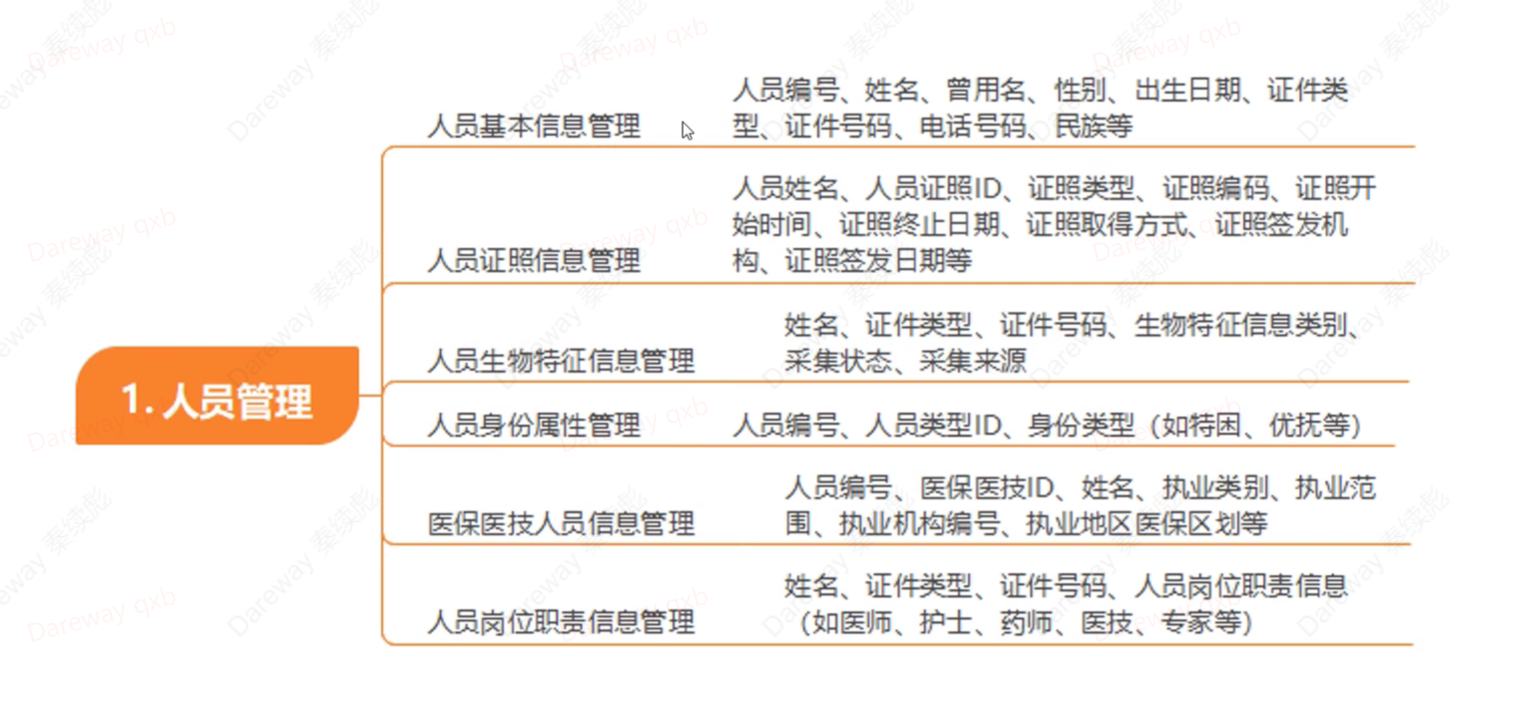 1. 人员管理
人员基本信息管理
人员编号、姓名、曾用名、性别、出生日期、证件类
型、证件号码、电话号码、民族等
人员证照信息管理
人员姓名、人员证照ID、证照类型、证照编码、证照开
始时间、证照终止日期、证照取得方式、证照签发机
构、证照签发日期等
人员生物特征信息管理
姓名、证件类型、证件号码、生物特征信息类别、
采集状态、采集来源
人员身份属性管理
人员编号、人员类型ID、身份类型（如特困、优抚等）
医保医技人员信息管理
人员编号、医保医技ID、姓名、执业类别、执业范
围、执业机构编号、执业地区医保区划等
人员岗位职责信息管理
姓名、证件类型、证件号码、人员岗位职责信息
（如医师、护士、药师、医技、专家等）
Dareway qxb
Dareway 秦续彪